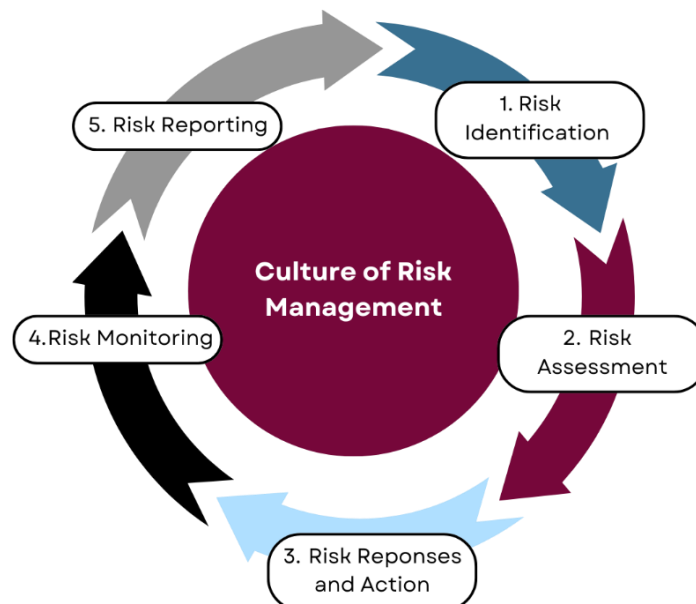 1. Risk
Identification
2. Risk
Assessment
3. Risk Reponses
and Action
4.Risk Monitoring
5. Risk Reporting
Culture of Risk
Management